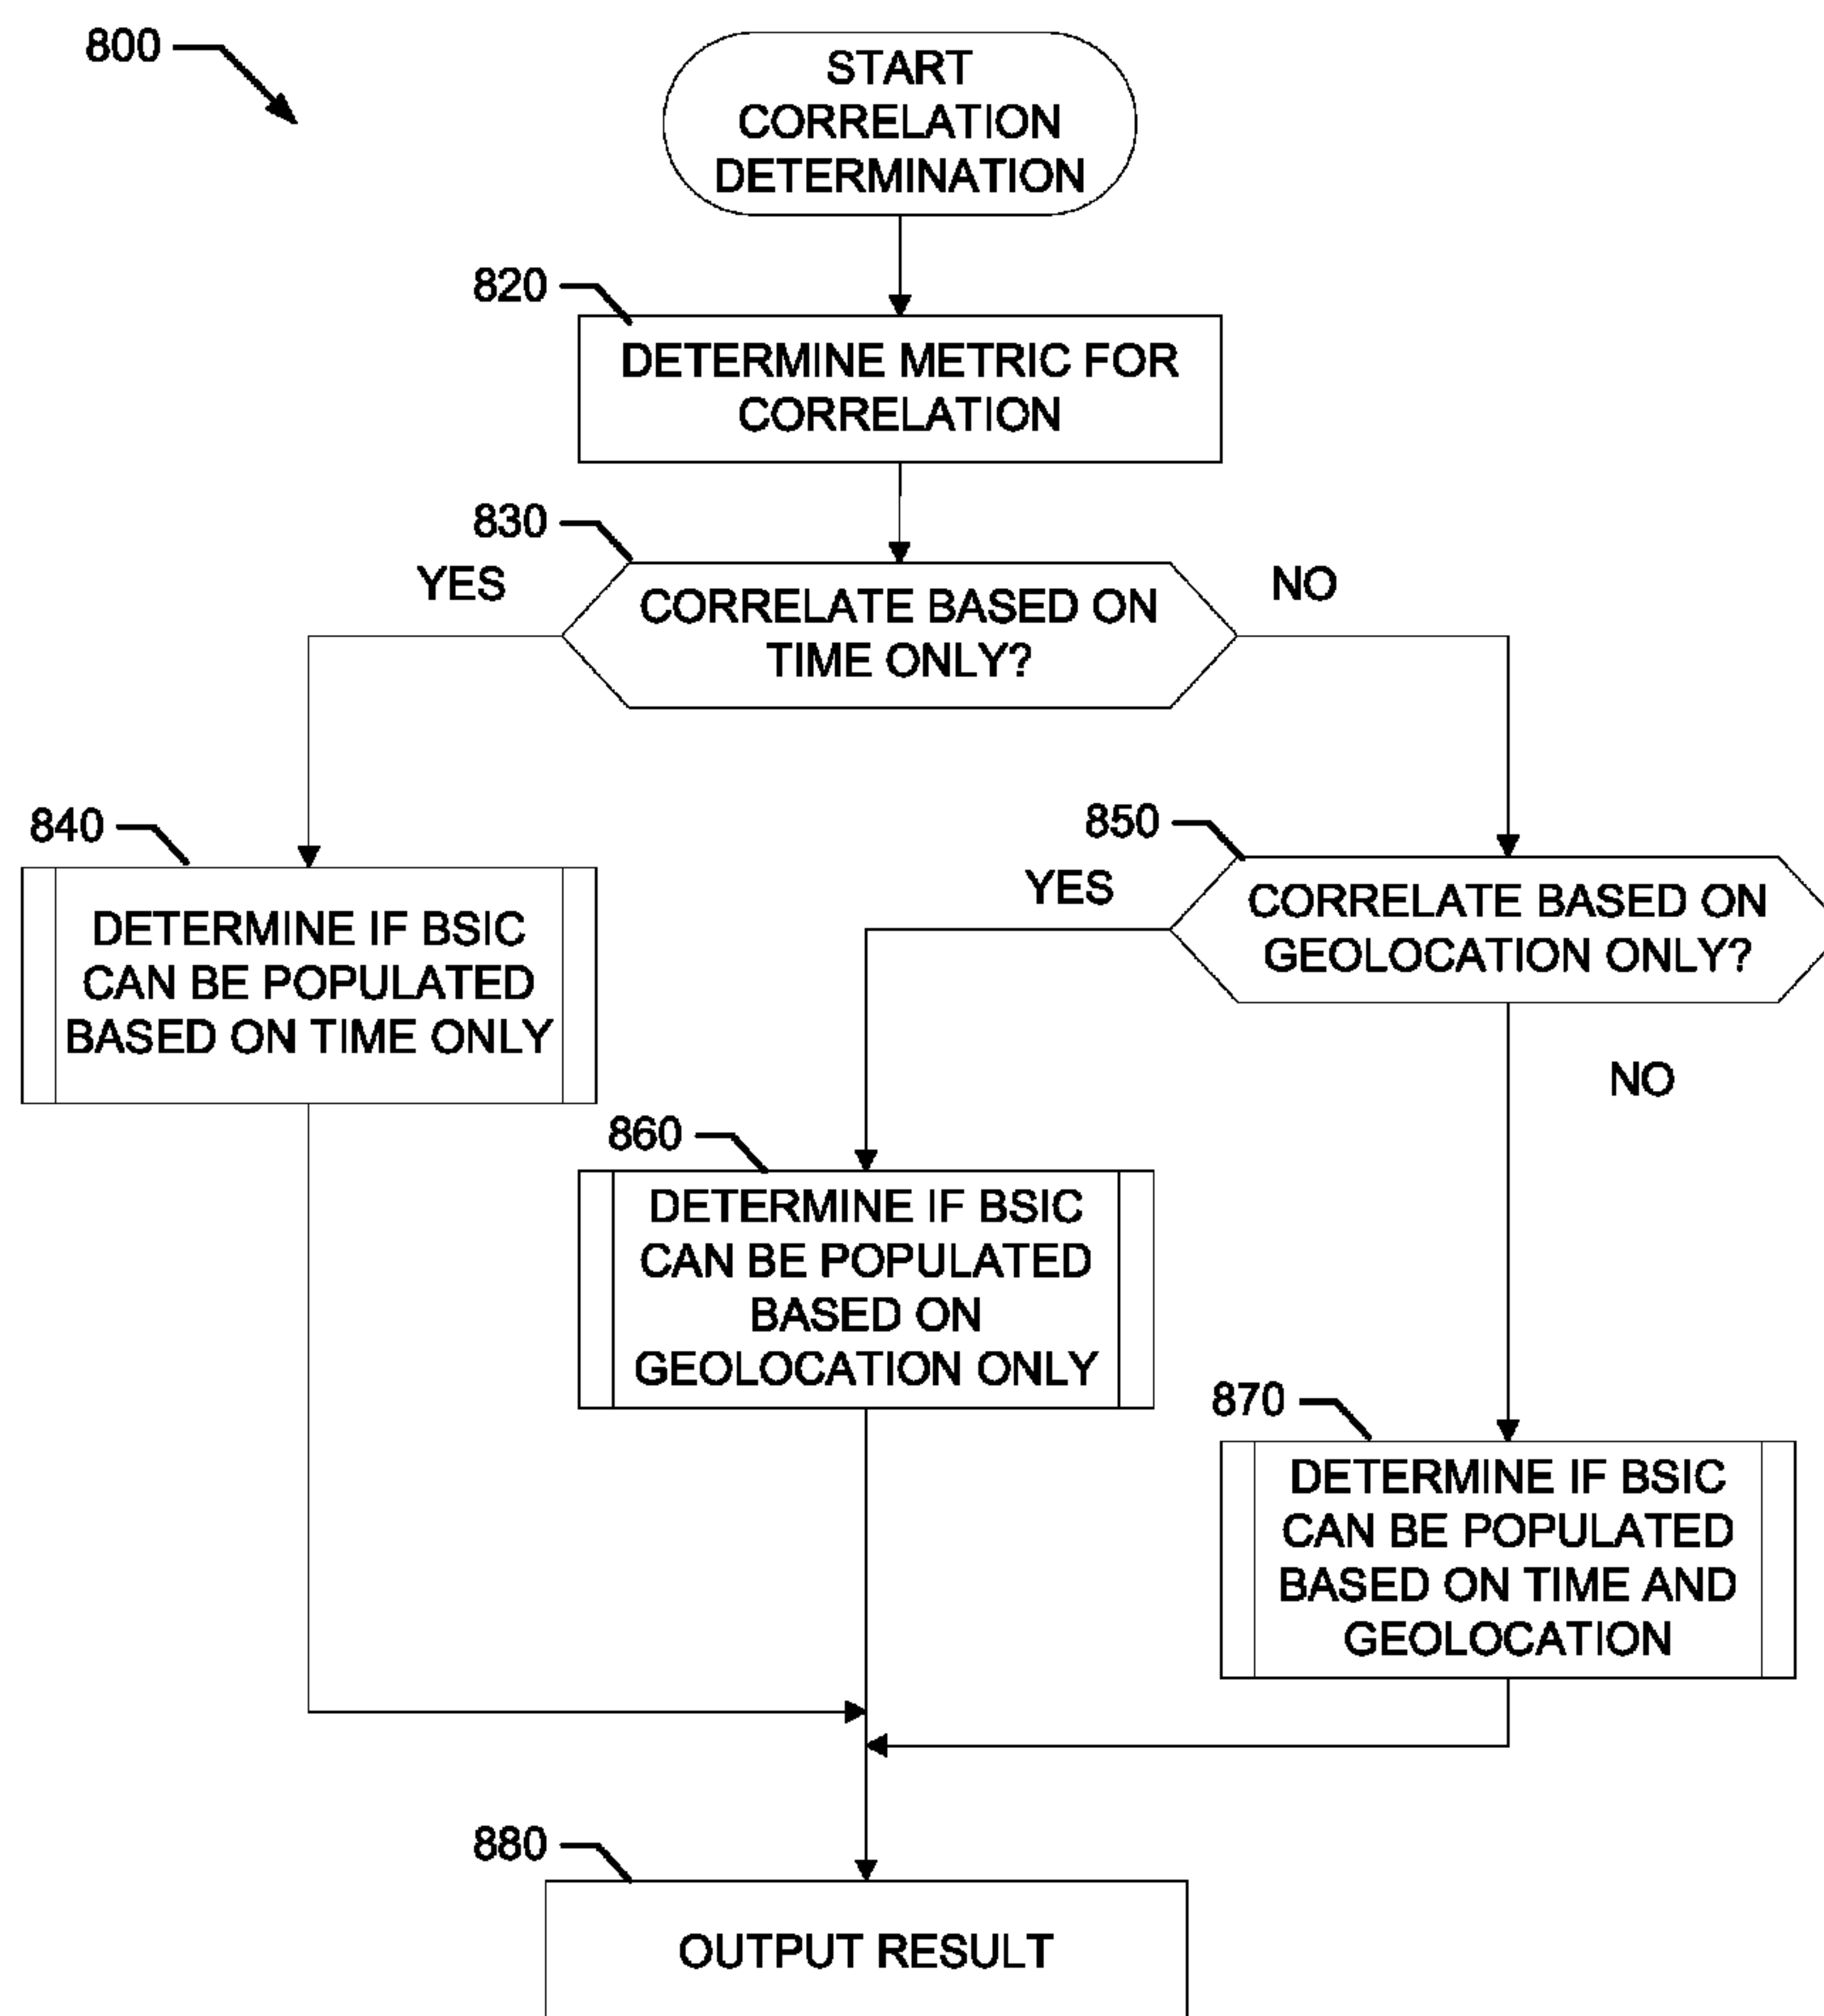 800
START
CORRELATION
DETERMINATION
820
DETERMINE METRIC FOR
CORRELATION
830
YES
CORRELATE BASED ON
TIME ONLY?
NO
840
DETERMINE IF BSIC
CAN BE POPULATED
BASED ON TIME ONLY
850
YES
CORRELATE BASED ON
GEOLOCATION ONLY?
NO
860
DETERMINE IF BSIC
CAN BE POPULATED
BASED ON
GEOLOCATION ONLY
870
DETERMINE IF BSIC
CAN BE POPULATED
BASED ON TIME AND
GEOLOCATION
880
OUTPUT RESULT